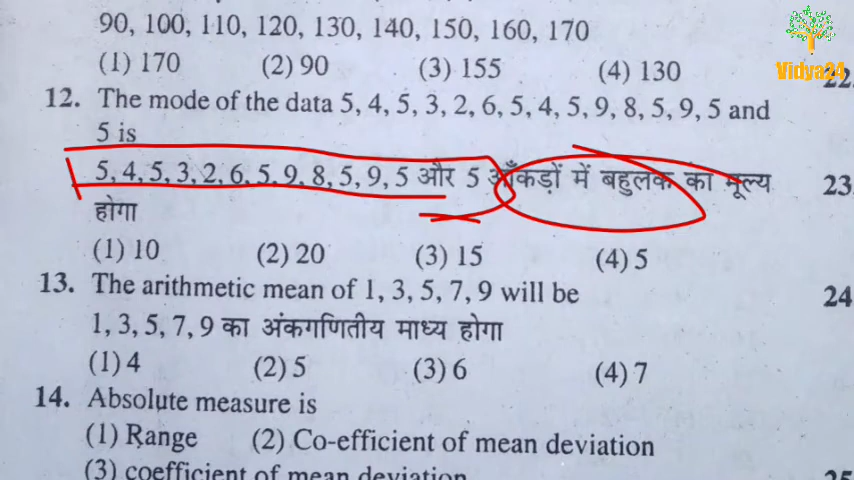 90, 100, 110, 120, 130, 140, 150, 160, 170
(1) 170 (2) 90 (3) 155 (4) 130
Vidya24
22.
12. The mode of the data 5, 4, 5, 3, 2, 6, 5, 4, 5, 9, 8, 5, 9, 5 and
5 is
5, 4, 5, 3, 2, 6, 5, 9, 8, 5, 9, 5 और 5 आँकड़ों में बहुलक का मूल्य
23
होगा
(1) 10 (2) 20 (3) 15 (4) 5
13. The arithmetic mean of 1, 3, 5, 7, 9 will be
24
1, 3, 5, 7, 9 का अंकगणितीय माध्य होगा
(1) 4 (2) 5 (3) 6 (4) 7
14. Absolute measure is
(1) Range (2) Co-efficient of mean deviation
(3) coefficient of mean deviation